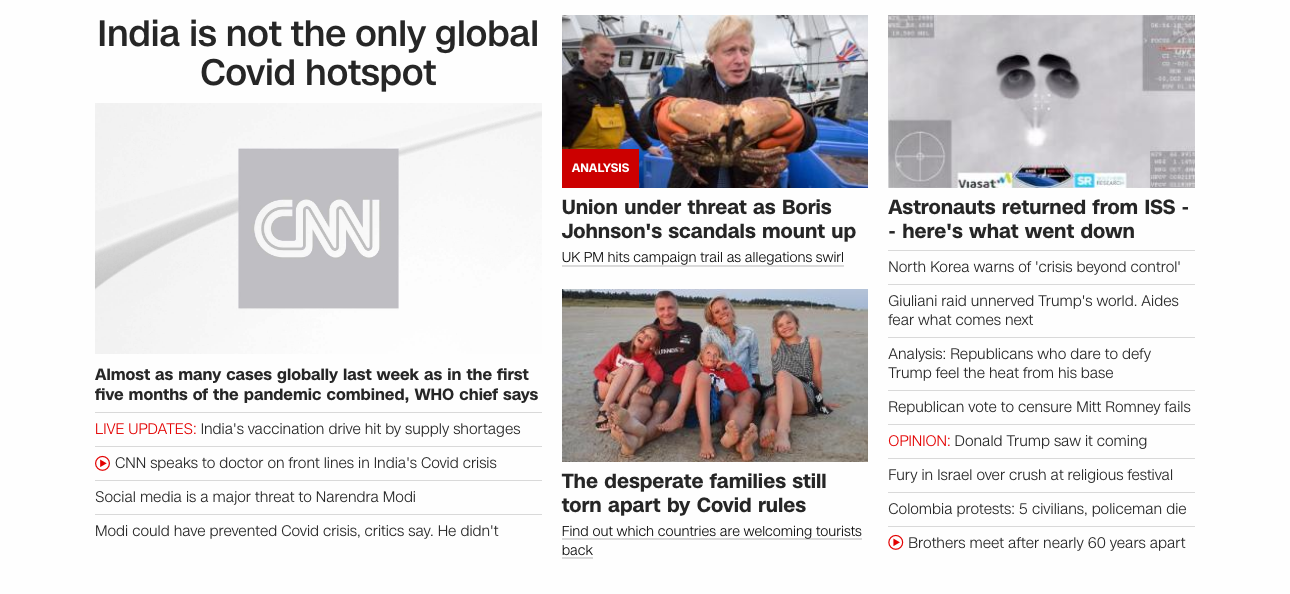 India is not the only global
Covid hotspot
CNN
Almost as many cases globally last week as in the first
five months of the pandemic combined, WHO chief says
LIVE UPDATES: India's vaccination drive hit by supply shortages
CNN speaks to doctor on front lines in India's Covid crisis
Social media is a major threat to Narendra Modi
Modi could have prevented Covid crisis, critics say. He didn't
ANALYSIS
Union under threat as Boris
Johnson's scandals mount up
UK PM hits campaign trail as allegations swirl
The desperate families still
torn apart by Covid rules
Find out which countries are welcoming tourists
back
Viasat
SR
RESEARCH
Astronauts returned from ISS -
- here's what went down
North Korea warns of 'crisis beyond control'
Giuliani raid unnerved Trump's world. Aides
fear what comes next
Analysis: Republicans who dare to defy
Trump feel the heat from his base
Republican vote to censure Mitt Romney fails
OPINION: Donald Trump saw it coming
Fury in Israel over crush at religious festival
Colombia protests: 5 civilians, policeman die
Brothers meet after nearly 60 years apart